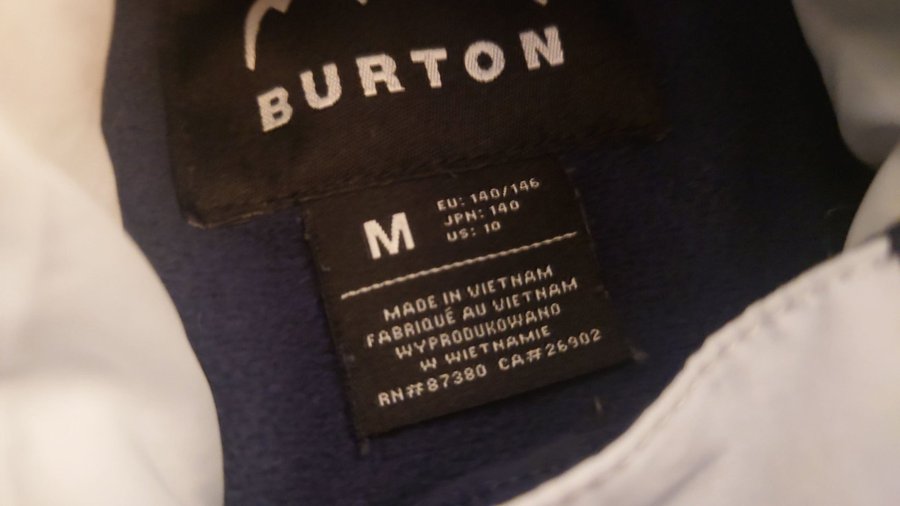 BURTON
M
EU: 140/146
JPN: 140
US: 10
MADE IN VIETNAM
FABRIQUÉ AU VIETNAM
WYPRODUKOWANO
W WIETNAMIE
RN#87380 CA#26902